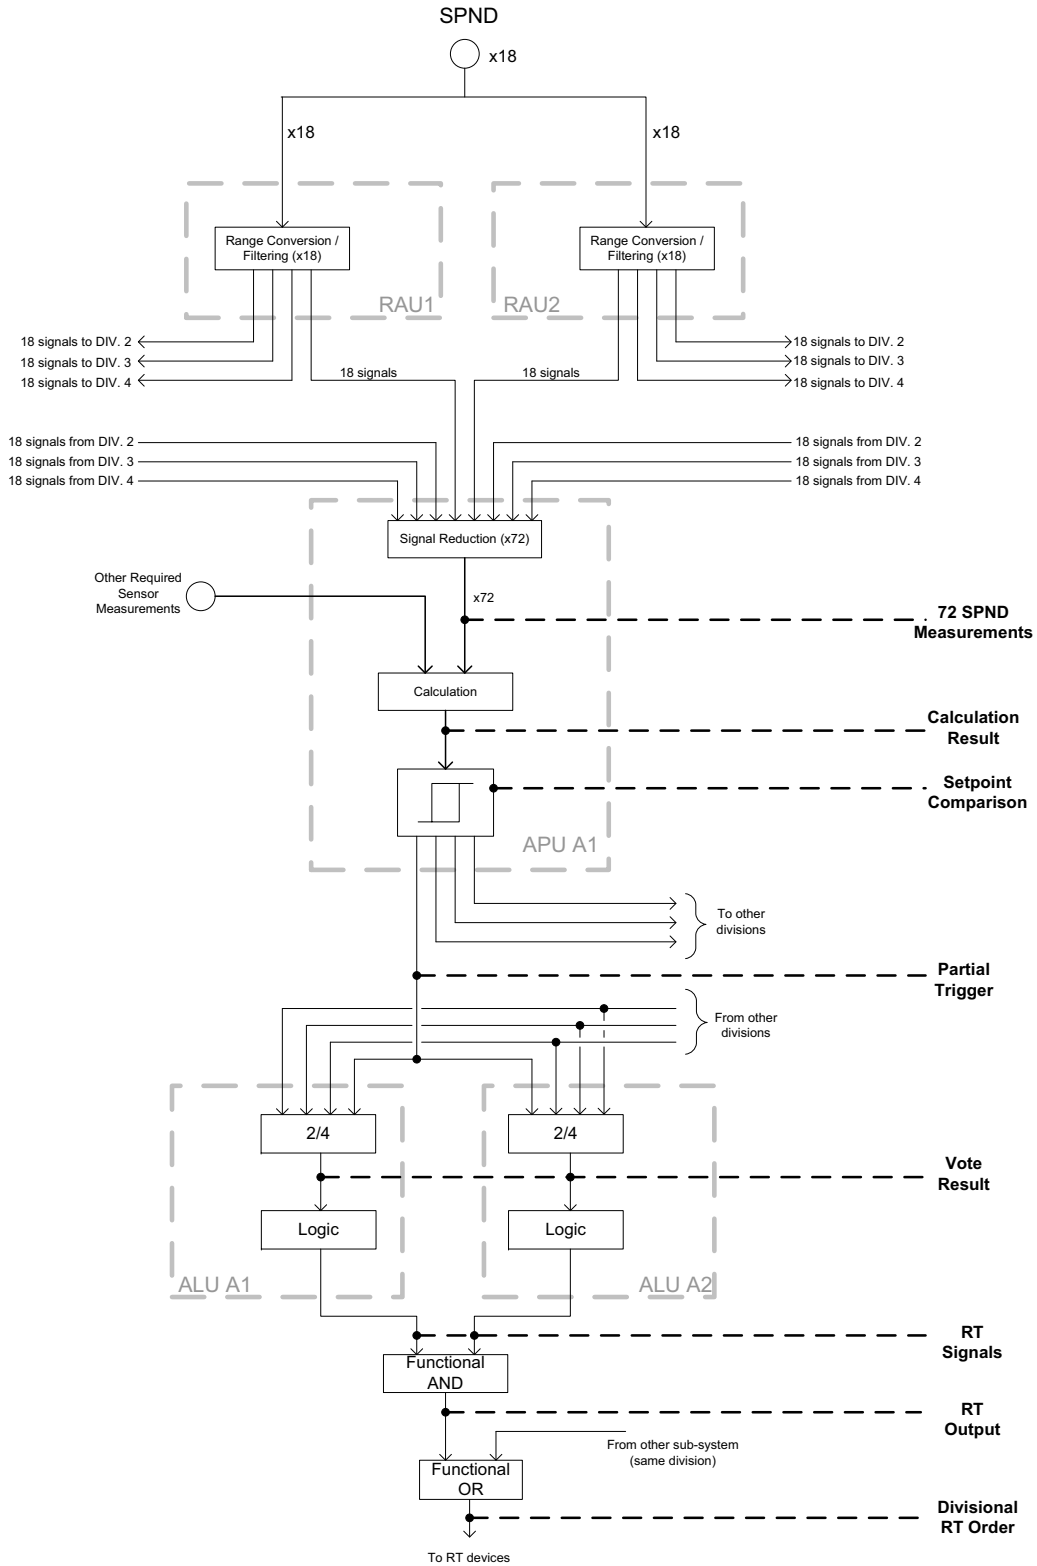 SPND
x18
x18
x18
Range Conversion /
Filtering (x18)
Range Conversion /
Filtering (x18)
RAU1
RAU2
18 signals to DIV. 2
18 signals to DIV. 3
18 signals to DIV. 4
18 signals to DIV. 2
18 signals to DIV. 3
18 signals to DIV. 4
18 signals
18 signals
18 signals from DIV. 2
18 signals from DIV. 3
18 signals from DIV. 4
18 signals from DIV. 2
18 signals from DIV. 3
18 signals from DIV. 4
Signal Reduction (x72)
Other Required
Sensor
Measurements
x72
72 SPND
Measurements
Calculation
Calculation
Result
Setpoint
Comparison
APU A1
To other
divisions
Partial
Trigger
From other
divisions
2/4
2/4
Vote
Result
Logic
Logic
ALU A1
ALU A2
RT
Signals
Functional
AND
RT
Output
From other sub-system
(same division)
Functional
OR
Divisional
RT Order
To RT devices